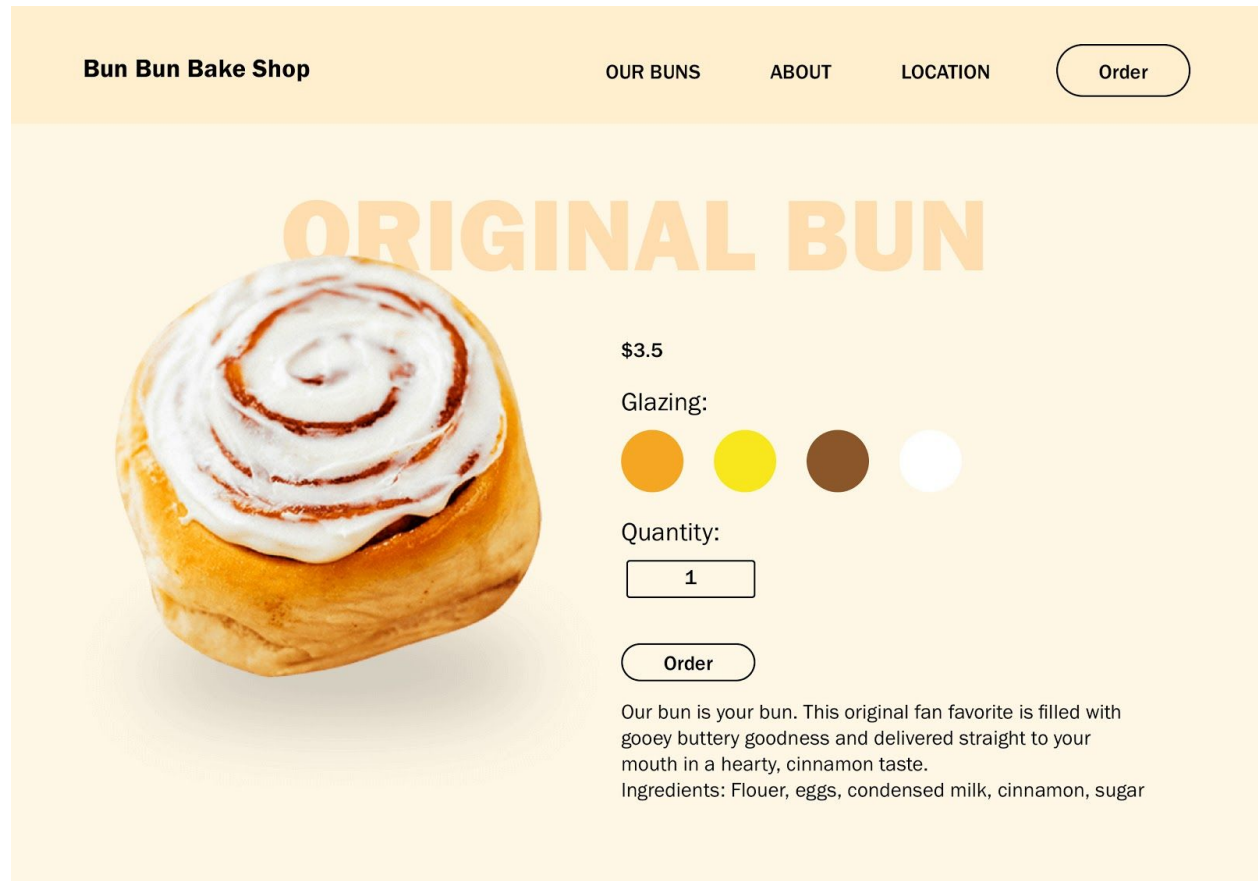 Bun Bun Bake Shop
OUR BUNS
ABOUT
LOCATION
Order
ORIGINAL BUN
$3.5
Glazing:
Quantity:
1
Order
Our bun is your bun. This original fan favorite is filled with
gooey buttery goodness and delivered straight to your
mouth in a hearty, cinnamon taste.
Ingredients: Flouer, eggs, condensed milk, cinnamon, sugar